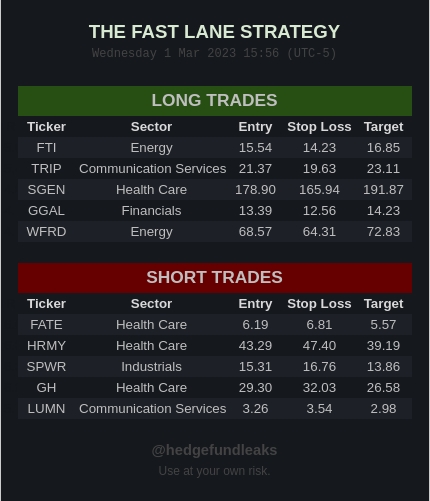 THE FAST LANE STRATEGY
Wednesday 1 Mar 2023 15:56 (UTC-5)
LONG TRADES
Ticker Sector Entry Stop Loss Target
FTI Energy 15.54 14.23 16.85
TRIP Communication Services 21.37 19.63 23.11
SGEN Health Care 178.90 165.94 191.87
GGAL Financials 13.39 12.56 14.23
WFRD Energy 68.57 64.31 72.83
SHORT TRADES
Ticker Sector Entry Stop Loss Target
FATE Health Care 6.19 6.81 5.57
HRMY Health Care 43.29 47.40 39.19
SPWR Industrials 15.31 16.76 13.86
GH Health Care 29.30 32.03 26.58
LUMN Communication Services 3.26 3.54 2.98
@hedgefundleaks
Use at your own risk.